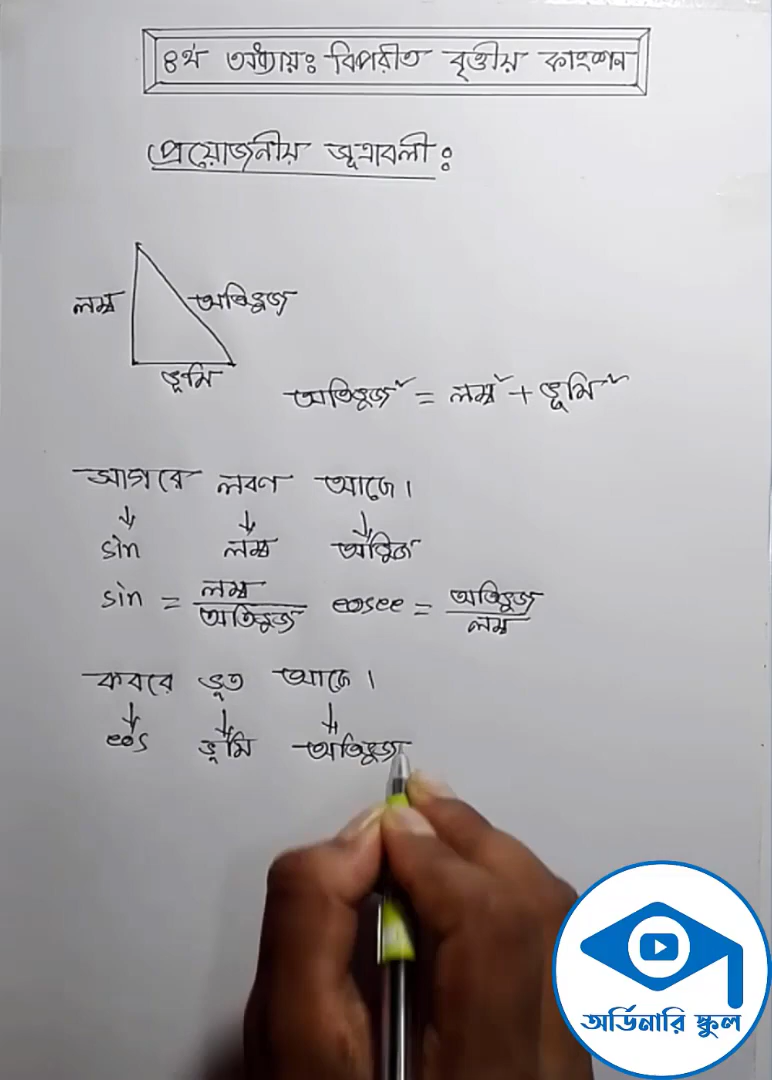 ৪র্থ অধ্যায়ঃ বিপরীত বৃত্তীয় ফাংশন
প্রয়োজনীয় সূত্রাবলী :
লম্ব
অতিভুজ
ভূমি
অতিভুজ² = লম্ব² + ভূমি²
সাগরে লবণ আছে।
sin লম্ব অতিভুজ
sin = লম্ব/অতিভুজ cosec = অতিভুজ/লম্ব
কবরে ভূত আছে।
cos ভূমি অতিভুজ
অর্ডিনারি স্কুল